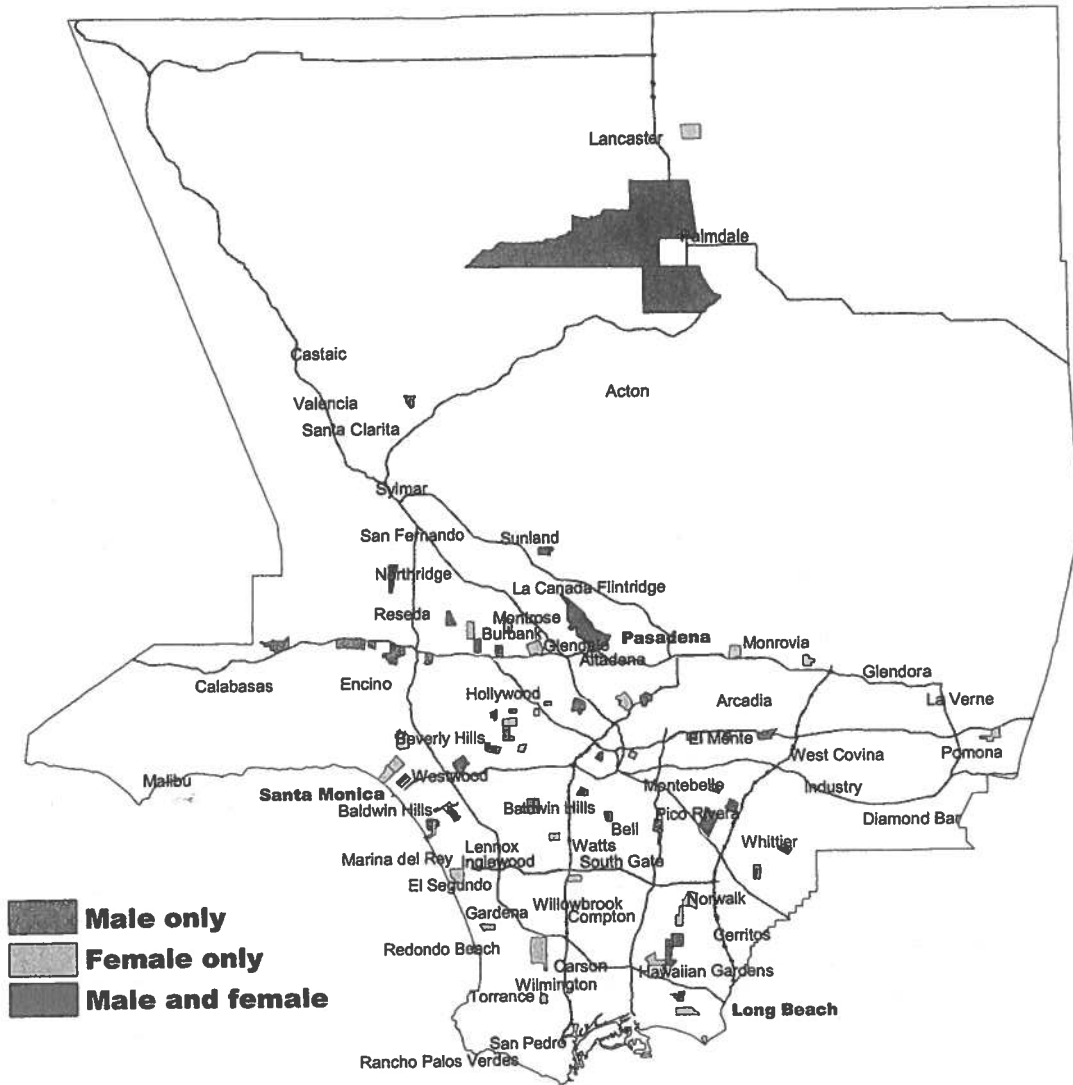 Lancaster
Palmdale
Castaic
Acton
Valencia
Santa Clarita
Sylmar
San Fernando
Sunland
Northridge
La Canada Flintridge
Reseda
Montrose
Burbank
Pasadena
Glendale
Monrovia
Altadena
Glendora
Calabasas
Encino
Hollywood
Arcadia
La Verne
Beverly Hills
El Monte
West Covina
Pomona
Malibu
Westwood
Montebello
Industry
Santa Monica
Baldwin Hills
Baldwin Hills
Pico Rivera
Diamond Bar
Bell
Whittier
Lennox
Watts
Marina del Rey
Inglewood
South Gate
El Segundo
Male only
Willowbrook
Norwalk
Gardena
Compton
Female only
Redondo Beach
Cerritos
Carson
Hawaiian Gardens
Male and female
Wilmington
Torrance
Long Beach
San Pedro
Rancho Palos Verdes